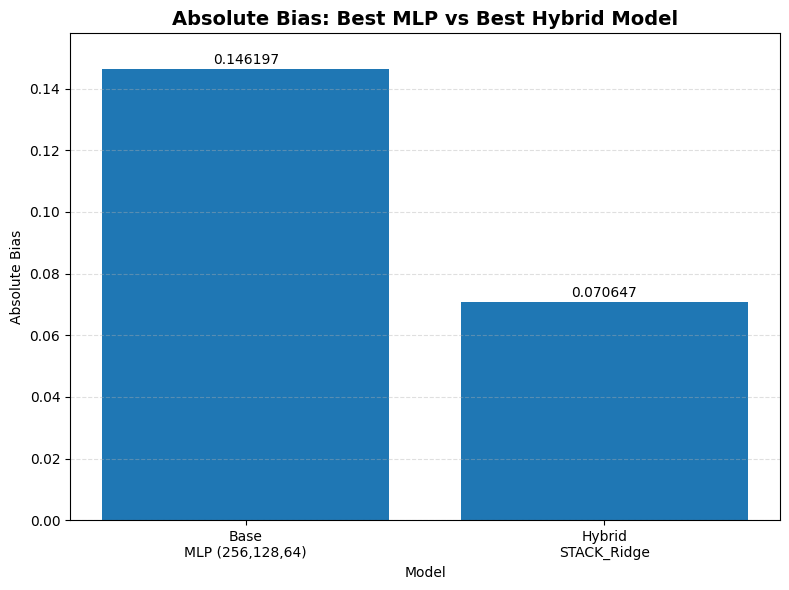 Absolute Bias: Best MLP vs Best Hybrid Model
0.146197
0.070647
0.14
0.12
0.10
0.08
0.06
0.04
0.02
0.00
Absolute Bias
Base
MLP (256,128,64)
Hybrid
STACK_Ridge
Model